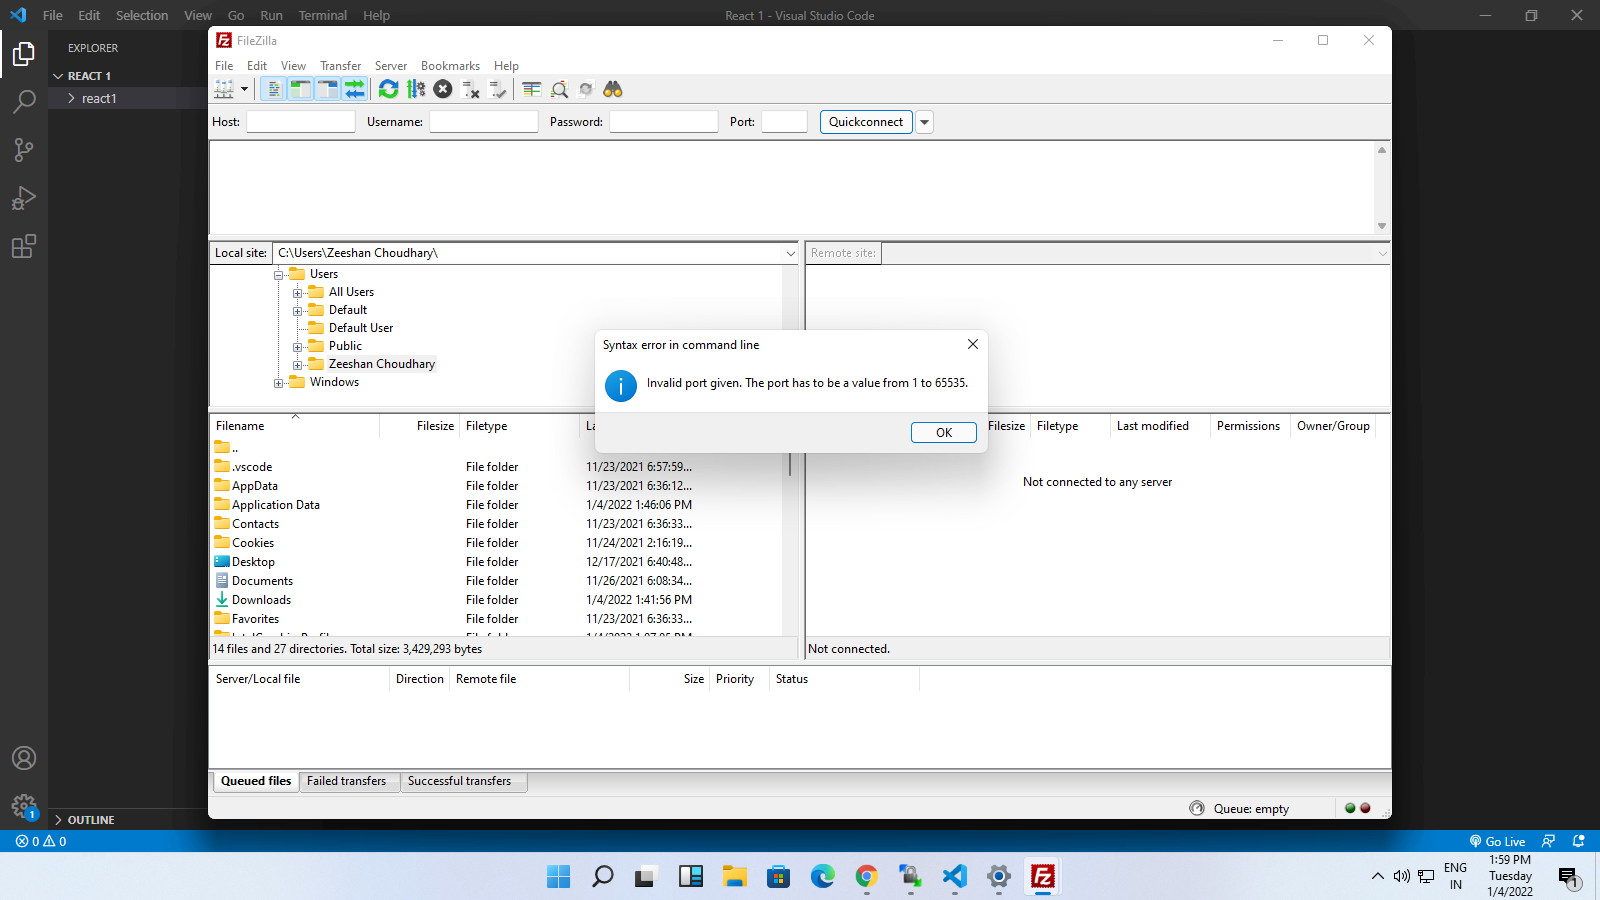 File Edit Selection View Go Run Terminal Help
React 1 - Visual Studio Code
EXPLORER
REACT 1
react1
FileZilla
File Edit View Transfer Server Bookmarks Help
Host: Username: Password: Port: Quickconnect
Local site: C:\Users\Zeeshan Choudhary\
Remote site:
Users
All Users
Default
Default User
Public
Zeeshan Choudhary
Windows
Syntax error in command line
Invalid port given. The port has to be a value from 1 to 65535.
OK
Filename Filesize Filetype
Filesize Filetype Last modified Permissions Owner/Group
..
.vscode File folder 11/23/2021 6:57:59...
AppData File folder 11/23/2021 6:36:12...
Application Data File folder 1/4/2022 1:46:06 PM
Contacts File folder 11/23/2021 6:36:33...
Cookies File folder 11/24/2021 2:16:19...
Desktop File folder 12/17/2021 6:40:48...
Documents File folder 11/26/2021 6:08:34...
Downloads File folder 1/4/2022 1:41:56 PM
Favorites File folder 11/23/2021 6:36:33...
Not connected to any server
14 files and 27 directories. Total size: 3,429,293 bytes
Not connected.
Server/Local file Direction Remote file Size Priority Status
Queued files Failed transfers Successful transfers
Queue: empty
1
OUTLINE
0 0
Go Live
ENG
IN
1:59 PM
Tuesday
1/4/2022
1